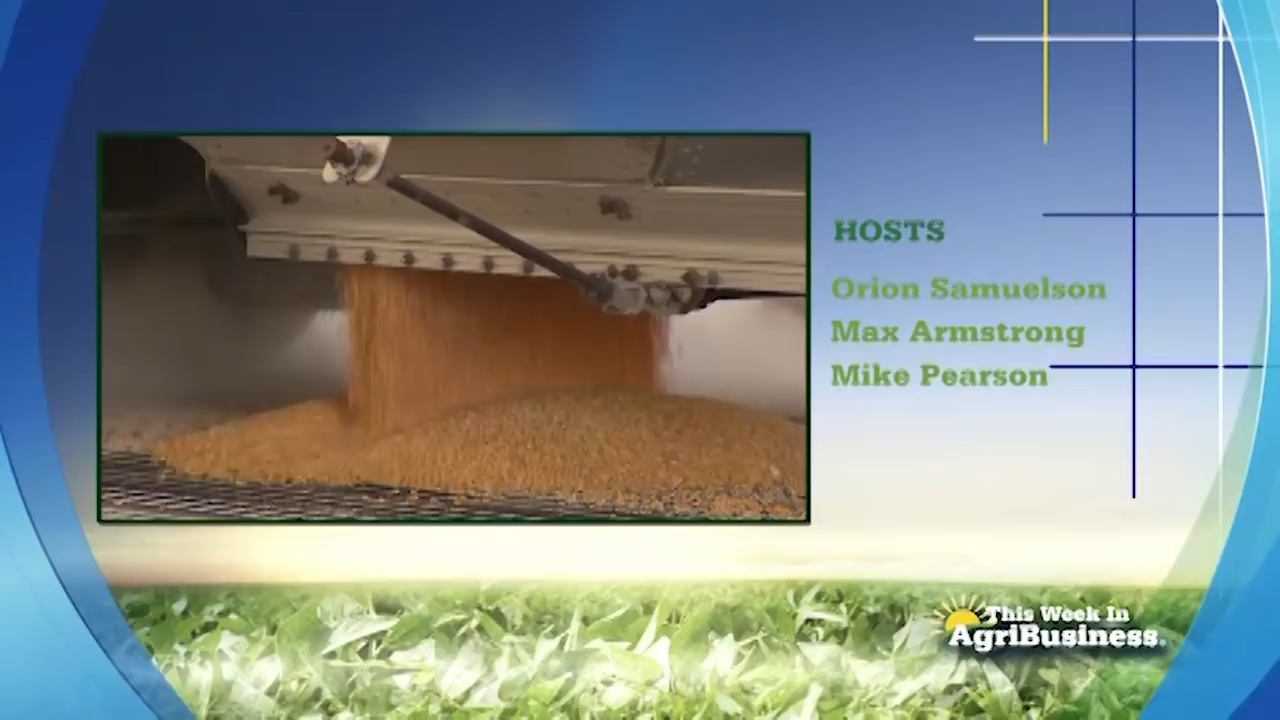 HOSTS
Orion Samuelson
Max Armstrong
Mike Pearson
This Week In
AgriBusiness®